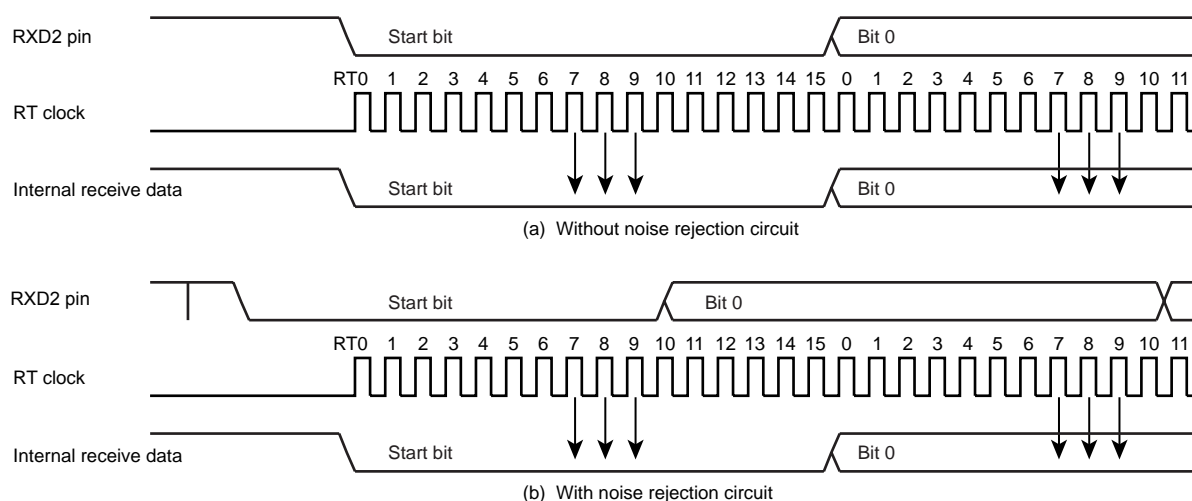 RXD2 pin
Start bit
Bit 0
RT0 1 2 3 4 5 6 7 8 9 10 11 12 13 14 15 0 1 2 3 4 5 6 7 8 9 10 11
RT clock
Internal receive data
Start bit
Bit 0
(a) Without noise rejection circuit
RXD2 pin
Start bit
Bit 0
RT0 1 2 3 4 5 6 7 8 9 10 11 12 13 14 15 0 1 2 3 4 5 6 7 8 9 10 11
RT clock
Internal receive data
Start bit
Bit 0
(b) With noise rejection circuit